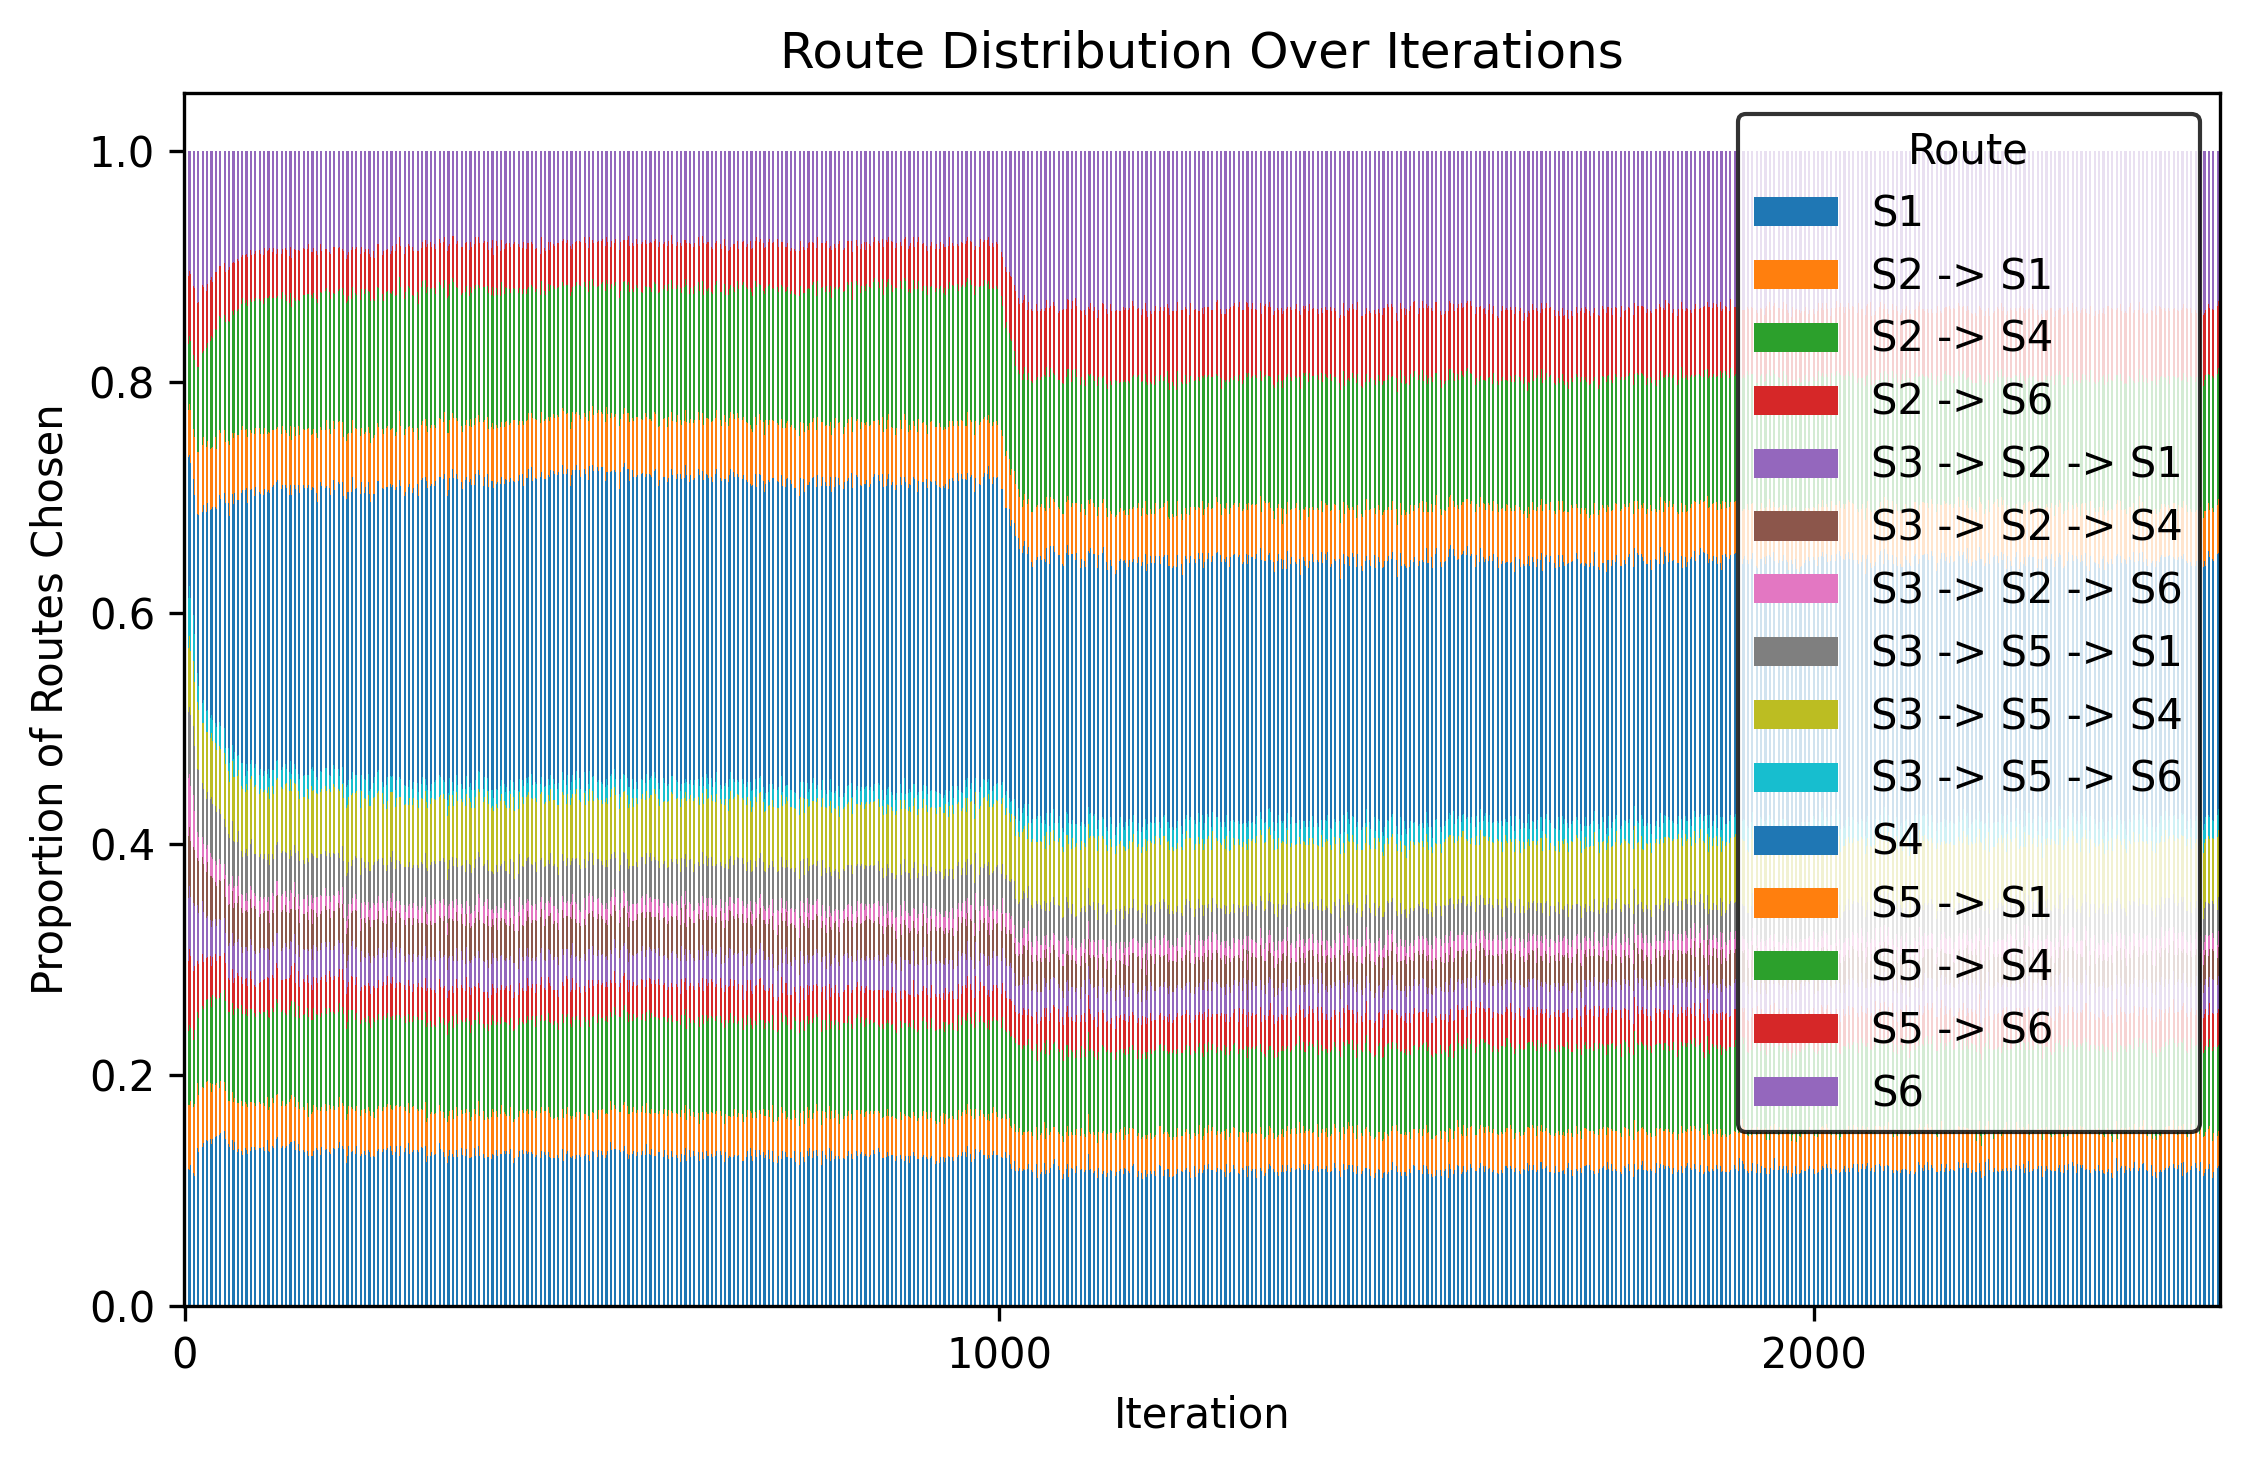 Route Distribution Over Iterations
Proportion of Routes Chosen
1.0
0.8
0.6
0.4
0.2
0.0
0
1000
2000
Iteration
Route
S1
S2 -> S1
S2 -> S4
S2 -> S6
S3 -> S2 -> S1
S3 -> S2 -> S4
S3 -> S2 -> S6
S3 -> S5 -> S1
S3 -> S5 -> S4
S3 -> S5 -> S6
S4
S5 -> S1
S5 -> S4
S5 -> S6
S6